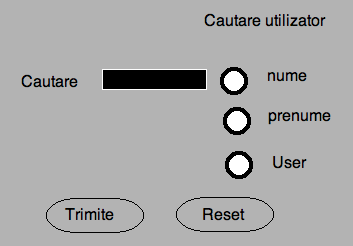 Cautare utilizator
Cautare
nume
prenume
User
Trimite
Reset